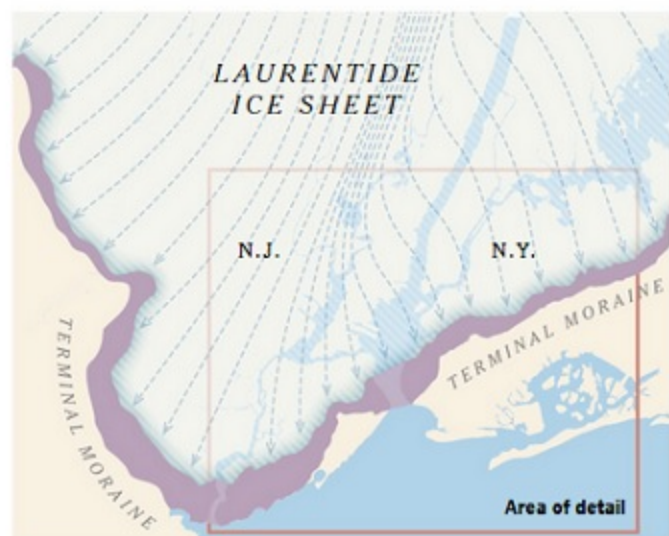 LAURENTIDE
ICE SHEET
N.J.
N.Y.
TERMINAL MORAINE
TERMINAL MORAINE
Area of detail